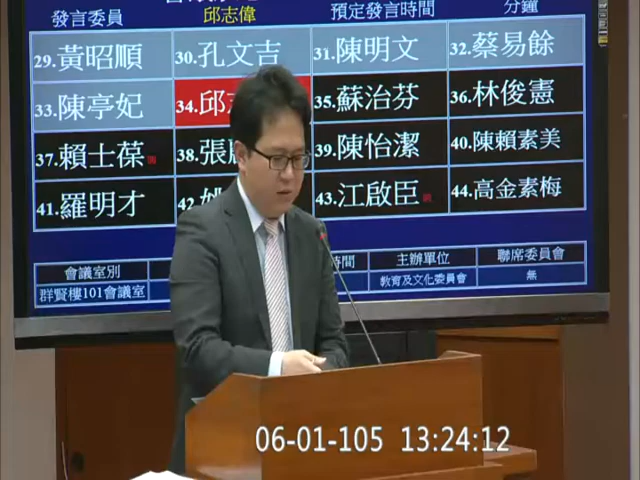 發言委員 邱志偉 預定發言時間 分鐘
29.黃昭順 30.孔文吉 31.陳明文 32.蔡易餘
33.陳亭妃 34.邱 35.蘇治芬 36.林俊憲
37.賴士葆 38.張 39.陳怡潔 40.陳賴素美
41.羅明才 42 43.江啟臣 44.高金素梅
會議室別 時間 主辦單位 聯席委員會
群賢樓101會議室 教育及文化委員會 無
06-01-105 13:24:12